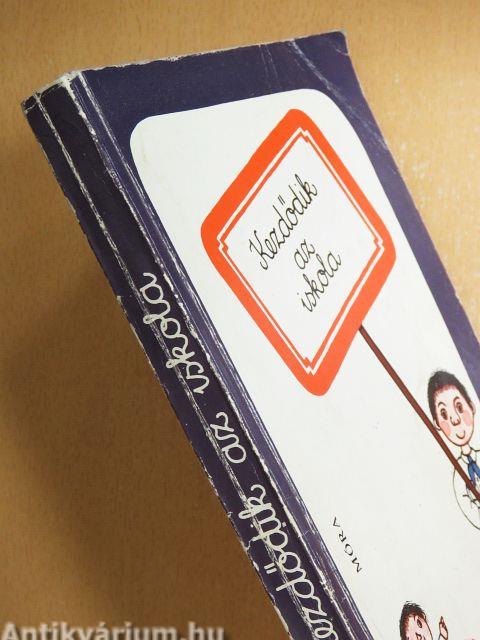 Kezdődik
az
iskola
MÓRA
Kezdődik az iskola
Antikvárium.hu